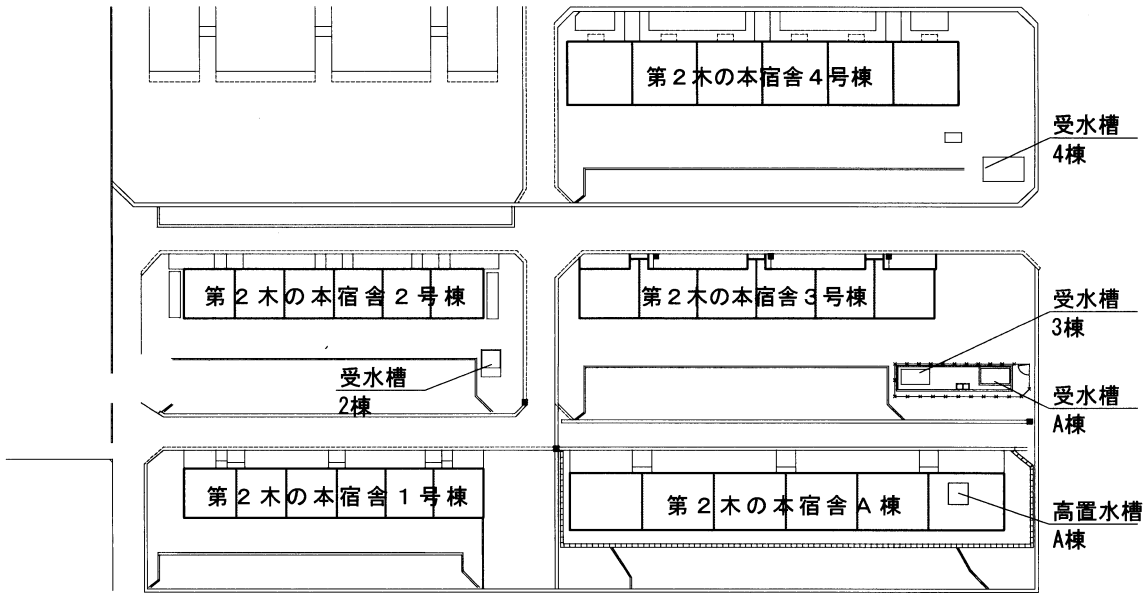 第2木の本宿舎4号棟
受水槽
4棟
第2木の本宿舎2号棟
第2木の本宿舎3号棟
受水槽
3棟
受水槽
2棟
受水槽
A棟
第2木の本宿舎1号棟
第2木の本宿舎A棟
高置水槽
A棟